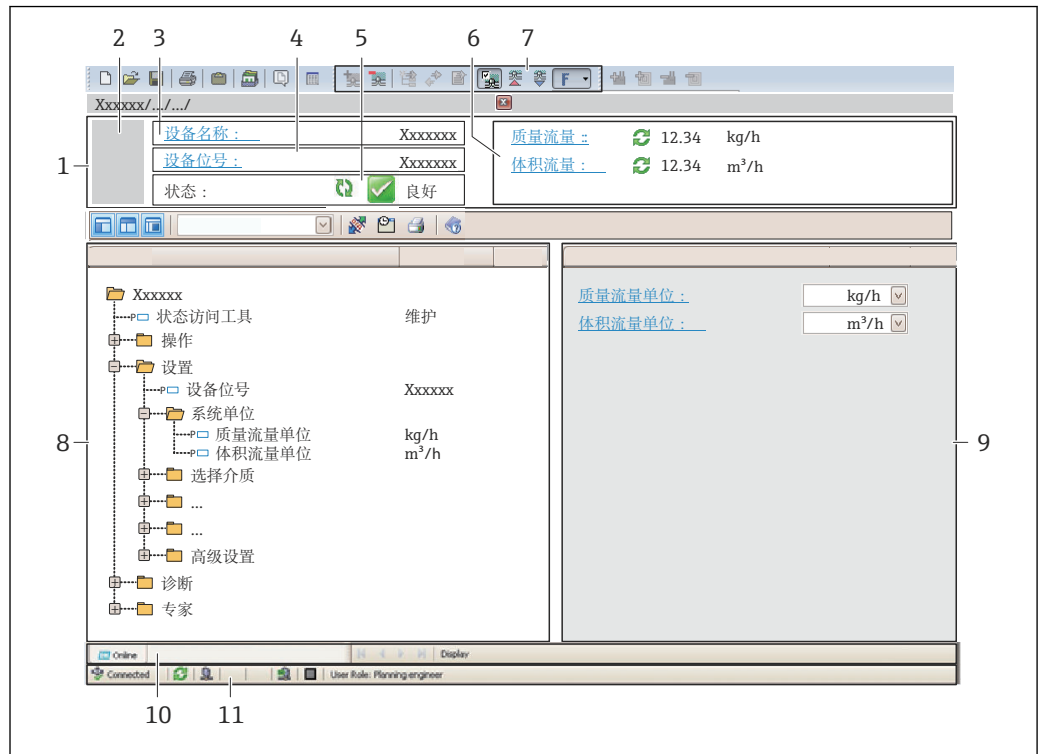 2 3 4 5 6 7
F
Xxxxxx/.../.../
设备名称： Xxxxxxx
设备位号： Xxxxxxx
状态： 良好
质量流量：: 12.34 kg/h
体积流量： 12.34 m³/h
1
Xxxxxx
P 状态访问工具 维护
操作
设置
P 设备位号 Xxxxxx
系统单位
P 质量流量单位 kg/h
P 体积流量单位 m³/h
选择介质
...
...
高级设置
诊断
专家
质量流量单位： kg/h
体积流量单位： m³/h
8
9
Online Display
Connected User Role: Planning engineer
10 11